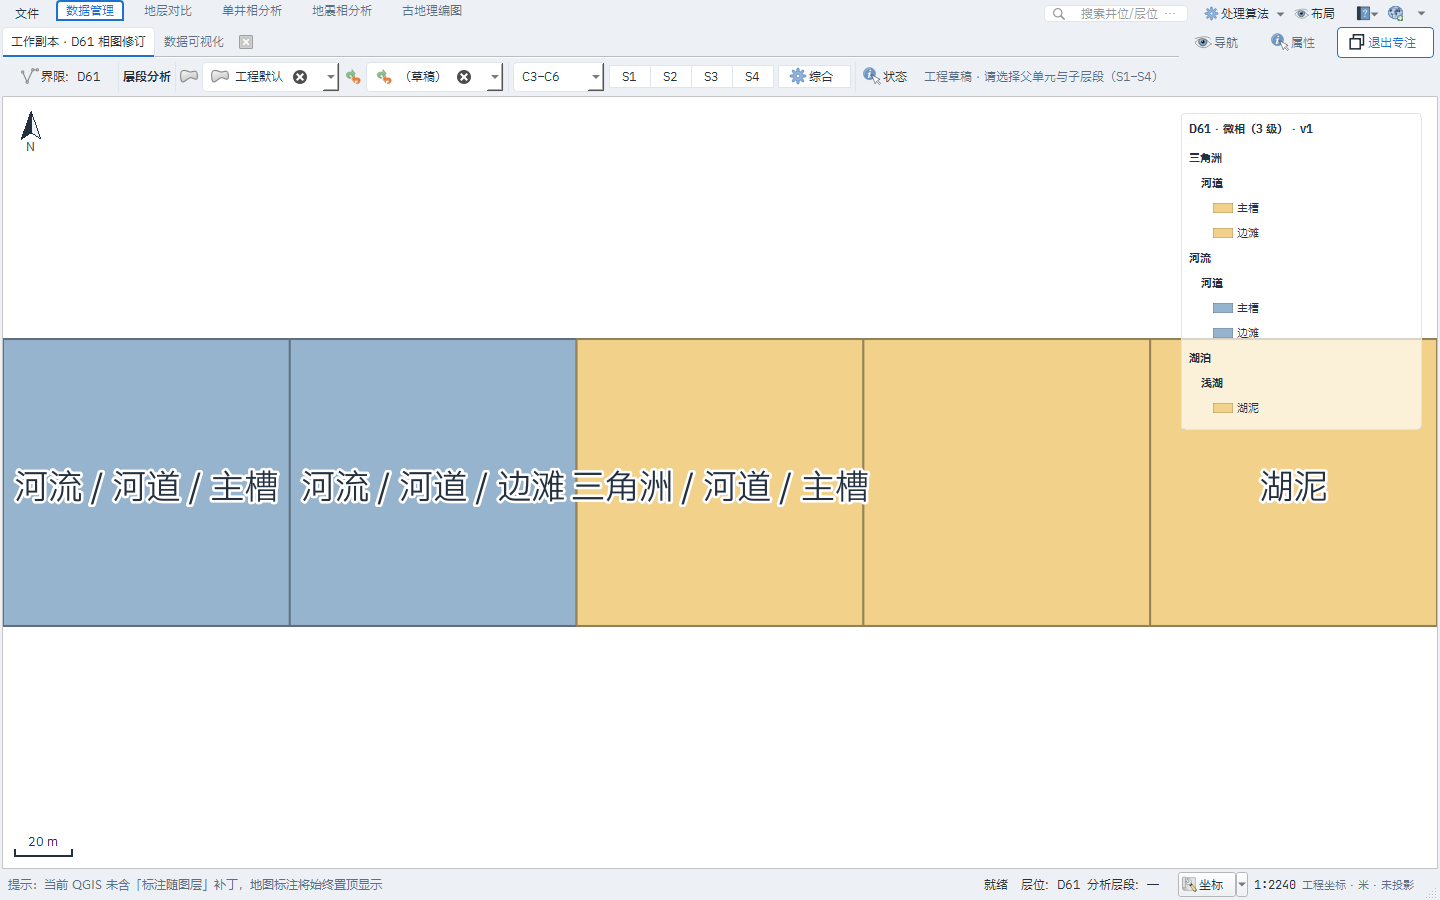 文件 数据管理 地层对比 单井相分析 地震相分析 古地理编图 搜索井位/层位 ··· 处理算法 布局
工作副本 · D61 相图修订 数据可视化 导航 属性 退出专注
界限: D61 层段分析 工程默认 (草稿) C3-C6 S1 S2 S3 S4 综合 状态 工程草稿 · 请选择父单元与子层段 (S1-S4)
N
D61 · 微相 (3 级) · v1
三角洲
河道
主槽
边滩
河流
河道
主槽
边滩
湖泊
浅湖
湖泥
河流 / 河道 / 主槽 河流 / 河道 / 边滩 三角洲 / 河道 / 主槽 湖泥
20 m
提示: 当前 QGIS 未含「标注随图层」补丁, 地图标注将始终置顶显示 就绪 层位: D61 分析层段: — 坐标 1:2240 工程坐标 · 米 · 未投影